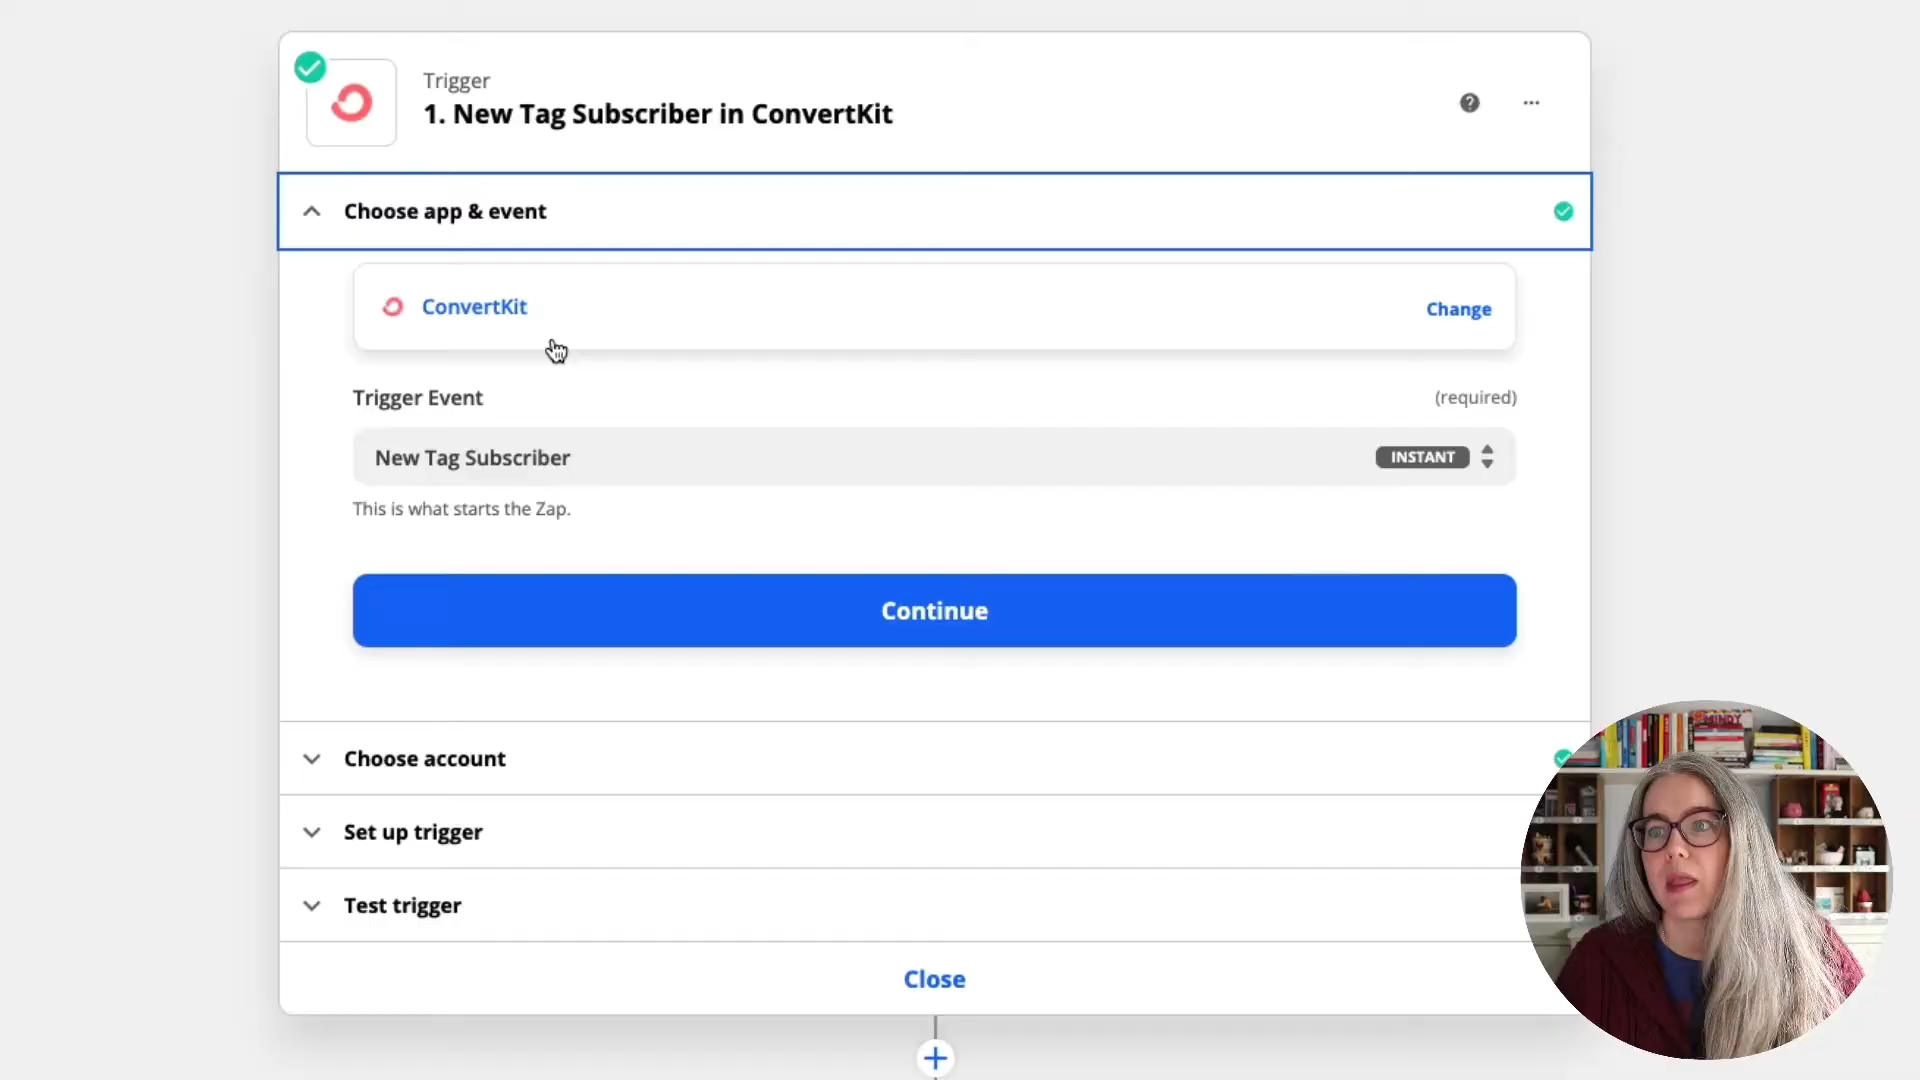 Trigger
1. New Tag Subscriber in ConvertKit
Choose app & event
ConvertKit
Change
Trigger Event
(required)
New Tag Subscriber
INSTANT
This is what starts the Zap.
Continue
Choose account
Set up trigger
Test trigger
Close